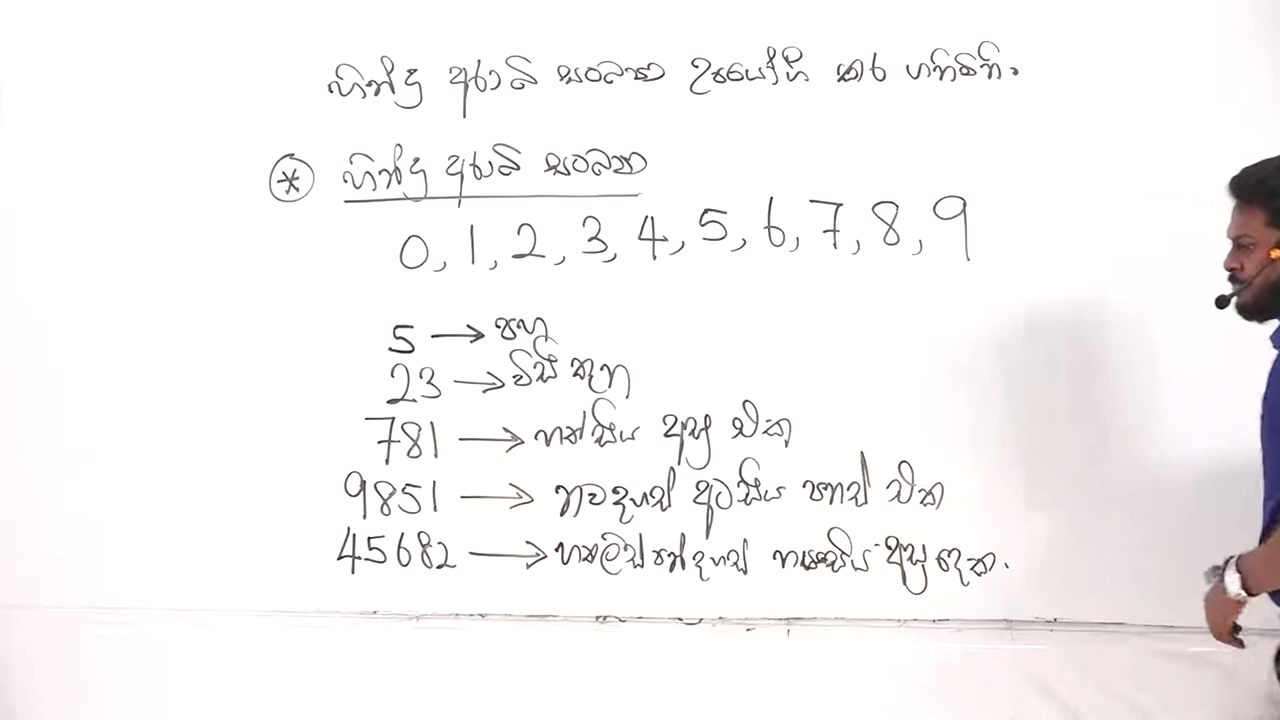 හින්දු අරාබි සංඛ්‍යා උපයෝගී කර ගනිමිනි.
* හින්දු අරාබි සංඛ්‍යා
0, 1, 2, 3, 4, 5, 6, 7, 8, 9
5 → පහ
23 → විසි තුන
781 → හත්සිය අසූ එක
9851 → නවදහස් අටසිය පනස් එක
45682 → හතලිස් පන්දහස් හයසිය අසූ දෙක.